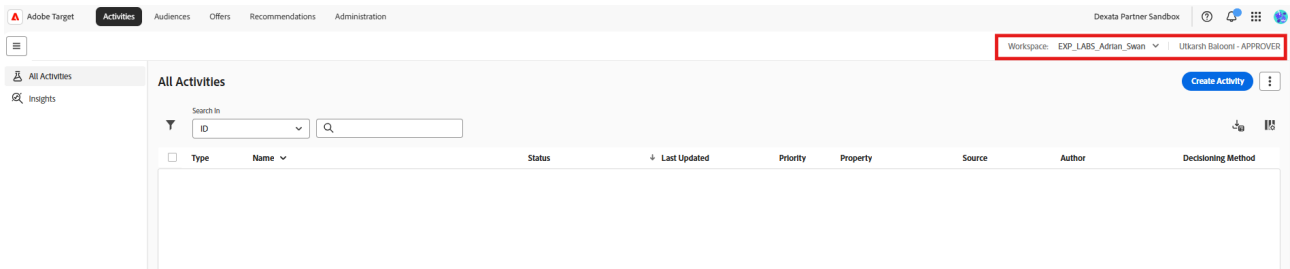 Adobe Target Activities Audiences Offers Recommendations Administration Dexata Partner Sandbox
Workspace: EXP_LABS_Adrian_Swan Utkarsh Balooni - APPROVER
All Activities
Insights
All Activities
Create Activity
Search In
ID
Type Name Status Last Updated Priority Property Source Author Decisioning Method